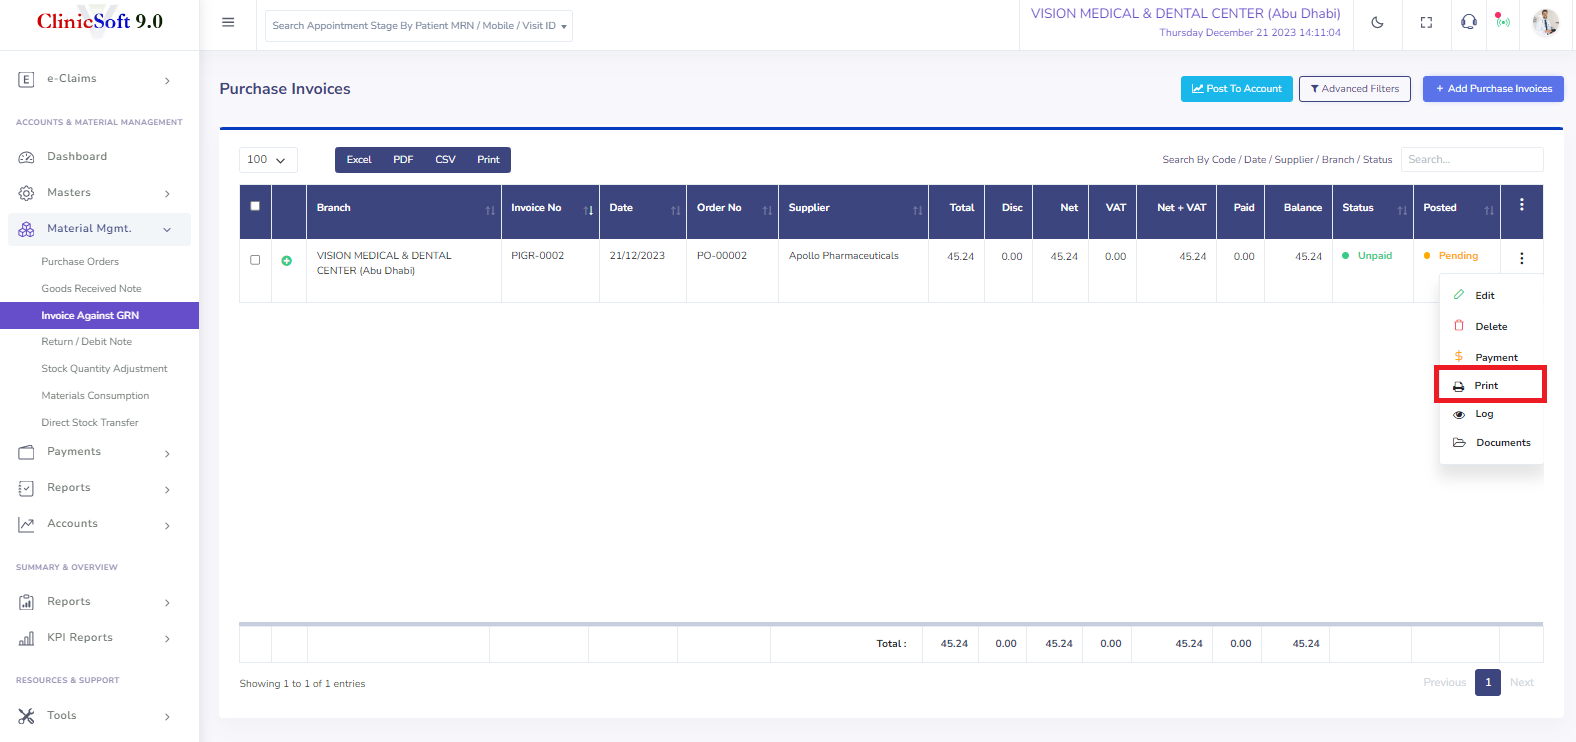 ClinicSoft 9.0
Search Appointment Stage By Patient MRN / Mobile / Visit ID
VISION MEDICAL & DENTAL CENTER (Abu Dhabi)
Thursday December 21 2023 14:11:04
e-Claims
ACCOUNTS & MATERIAL MANAGEMENT
Dashboard
Masters
Material Mgmt.
Purchase Orders
Goods Received Note
Invoice Against GRN
Return / Debit Note
Stock Quantity Adjustment
Materials Consumption
Direct Stock Transfer
Payments
Reports
Accounts
SUMMARY & OVERVIEW
Reports
KPI Reports
RESOURCES & SUPPORT
Tools
Purchase Invoices
Post To Account
Advanced Filters
+ Add Purchase Invoices
100
Excel PDF CSV Print
Search By Code / Date / Supplier / Branch / Status
Search...
Branch Invoice No Date Order No Supplier Total Disc Net VAT Net + VAT Paid Balance Status Posted
VISION MEDICAL & DENTAL PIGR-0002 21/12/2023 PO-00002 Apollo Pharmaceuticals 45.24 0.00 45.24 0.00 45.24 0.00 45.24 Unpaid Pending
CENTER (Abu Dhabi)
Edit
Delete
Payment
Print
Log
Documents
Total : 45.24 0.00 45.24 0.00 45.24 0.00 45.24
Showing 1 to 1 of 1 entries
Previous 1 Next